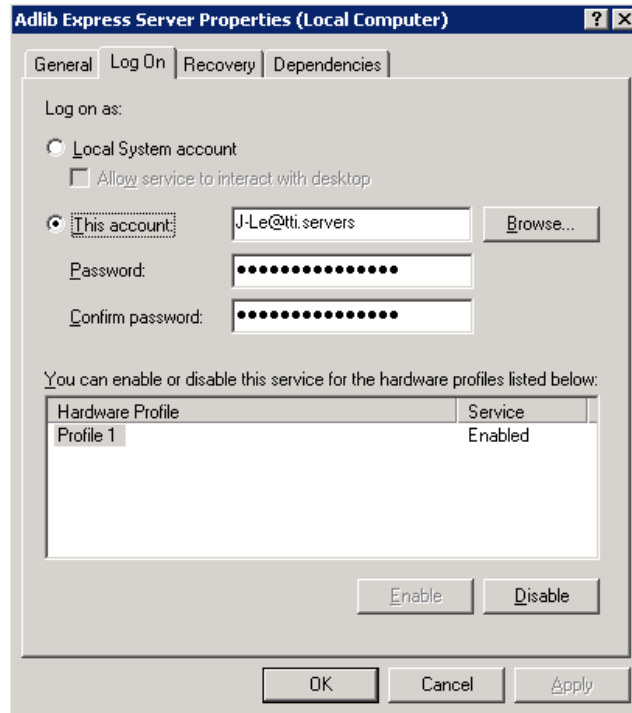 Adlib Express Server Properties (Local Computer)
General Log On Recovery Dependencies
Log on as:
Local System account
Allow service to interact with desktop
This account: J-Le@tti.servers Browse...
Password: ●●●●●●●●●●●●●●●
Confirm password: ●●●●●●●●●●●●●●●
You can enable or disable this service for the hardware profiles listed below:
Hardware Profile Service
Profile 1 Enabled
Enable Disable
OK Cancel Apply